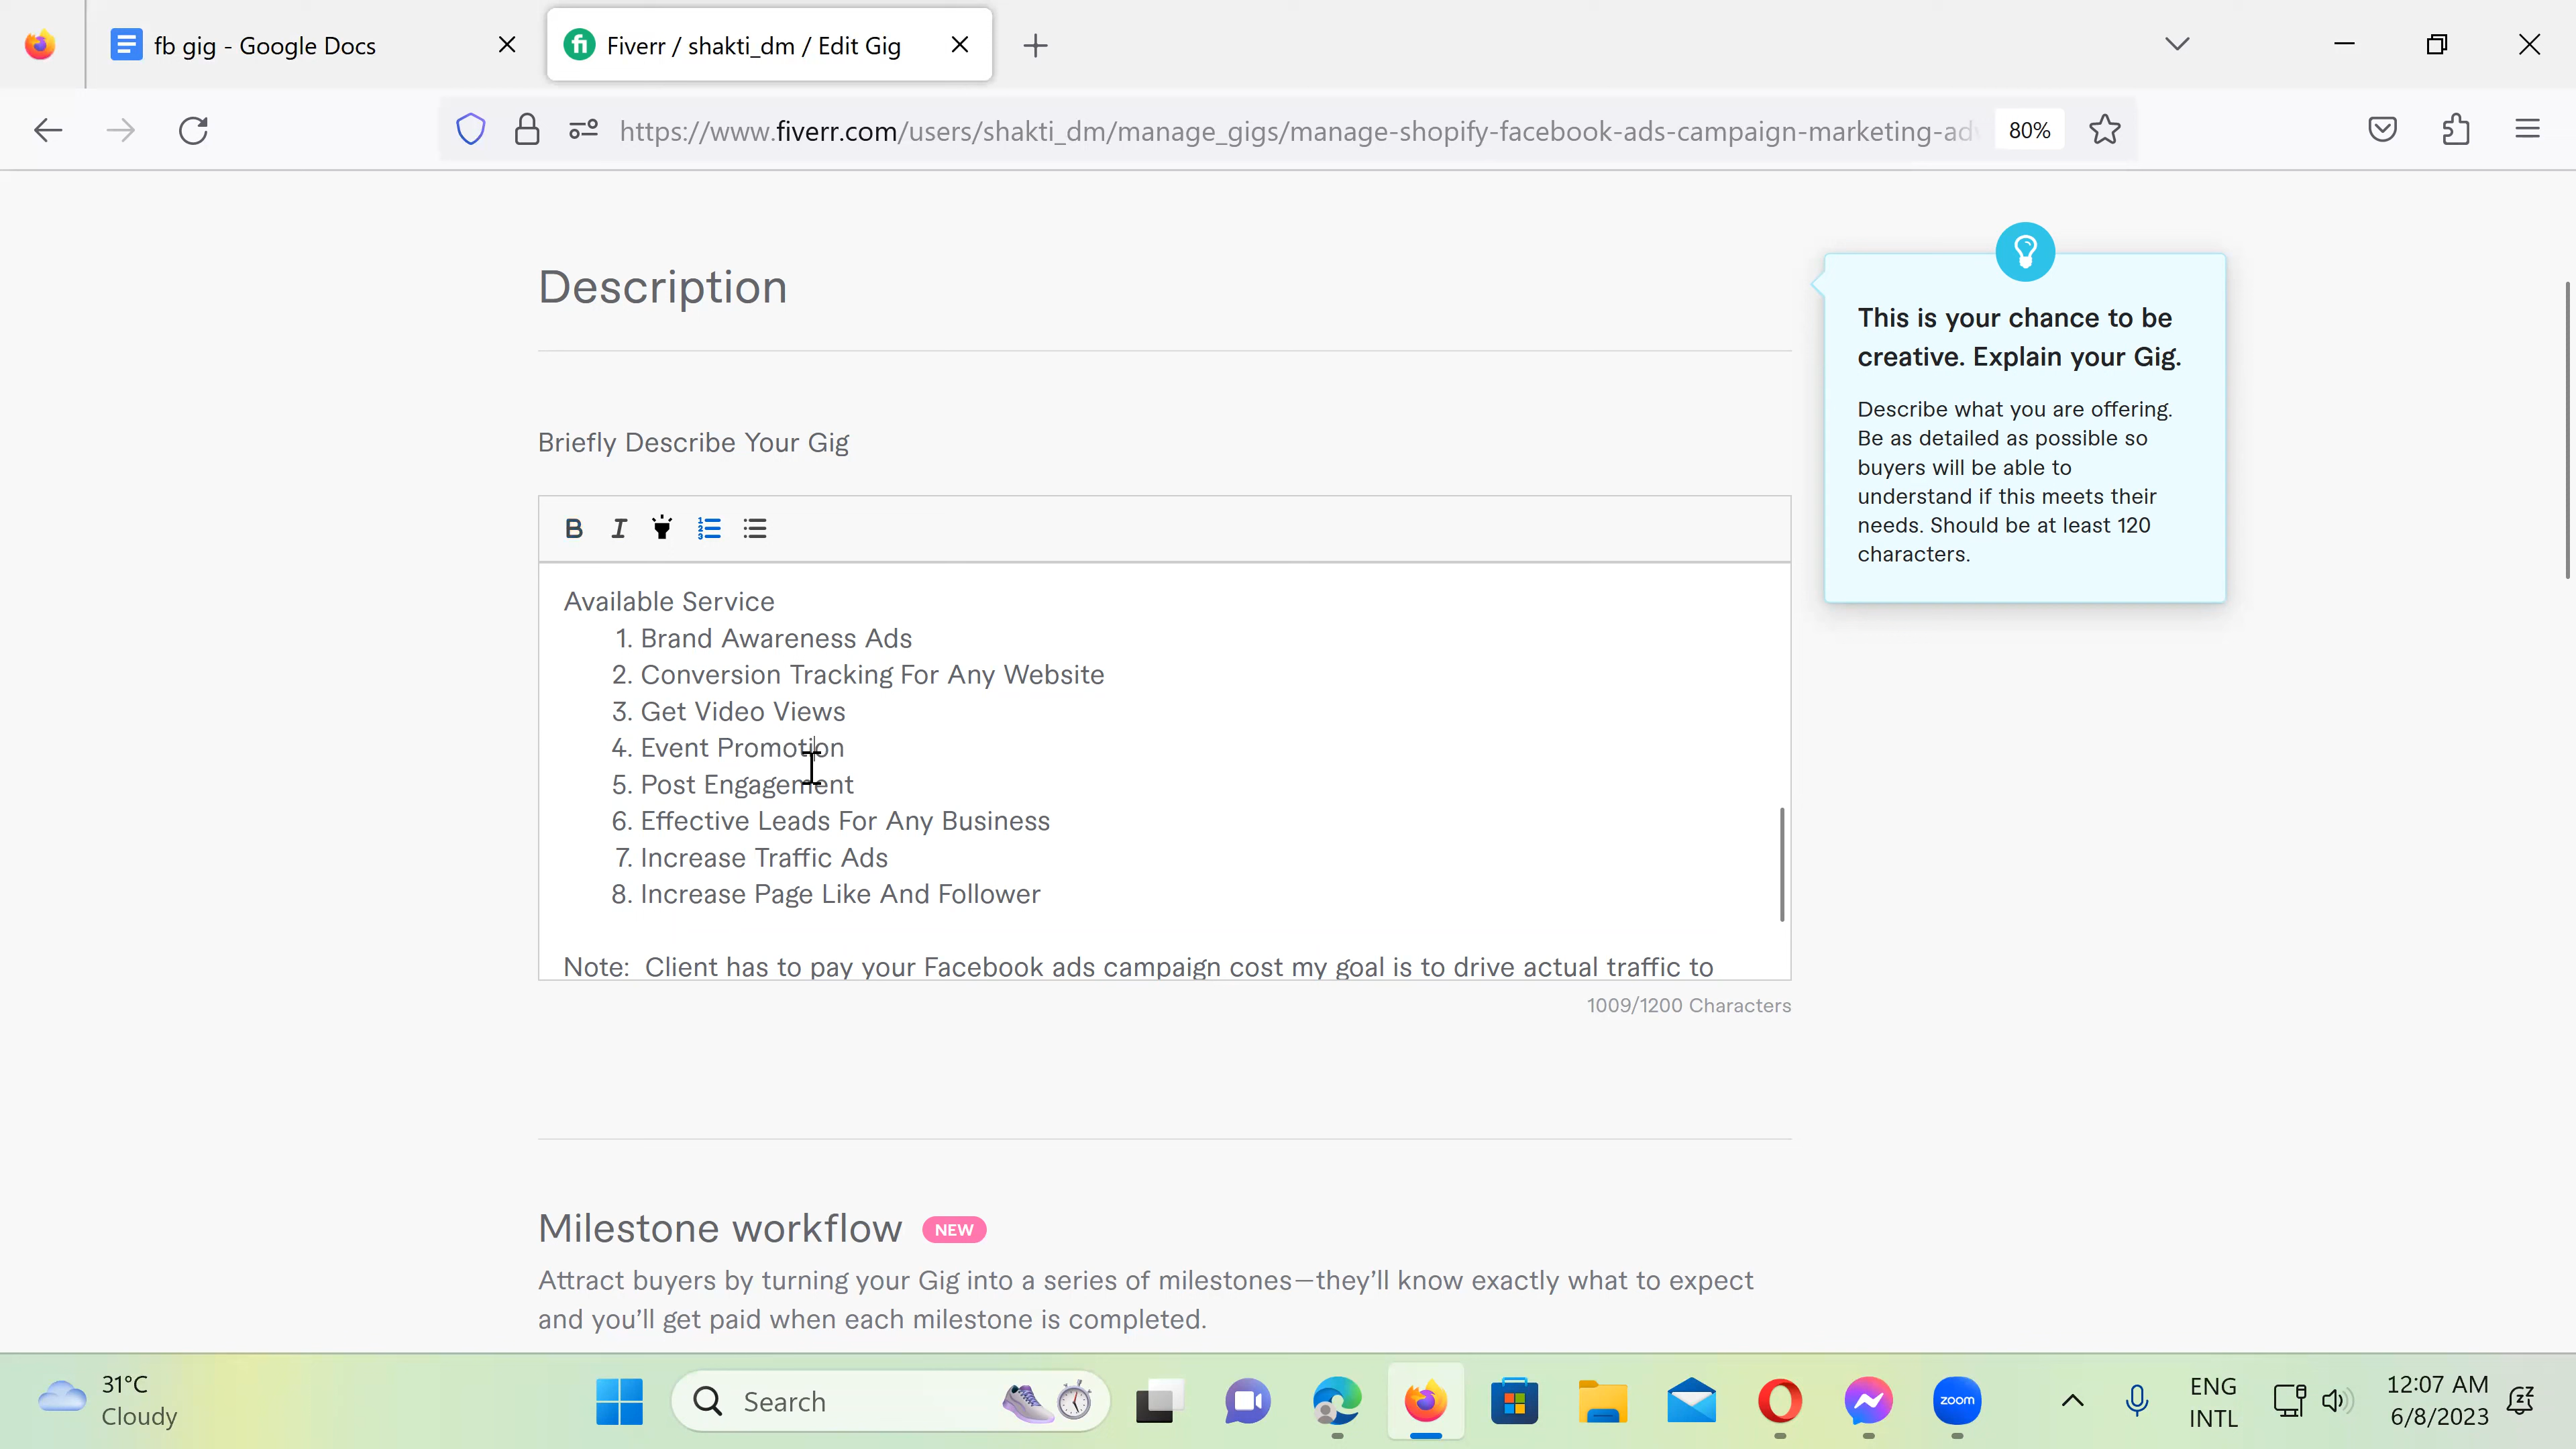 fb gig - Google Docs
Fiverr / shakti_dm / Edit Gig
https://www.fiverr.com/users/shakti_dm/manage_gigs/manage-shopify-facebook-ads-campaign-marketing-ad
80%
Description
Briefly Describe Your Gig
B I
Available Service
1. Brand Awareness Ads
2. Conversion Tracking For Any Website
3. Get Video Views
4. Event Promotion
5. Post Engagement
6. Effective Leads For Any Business
7. Increase Traffic Ads
8. Increase Page Like And Follower
Note: Client has to pay your Facebook ads campaign cost my goal is to drive actual traffic to
1009/1200 Characters
This is your chance to be
creative. Explain your Gig.
Describe what you are offering.
Be as detailed as possible so
buyers will be able to
understand if this meets their
needs. Should be at least 120
characters.
Milestone workflow NEW
Attract buyers by turning your Gig into a series of milestones—they'll know exactly what to expect
and you'll get paid when each milestone is completed.
31°C
Cloudy
Search
zoom
ENG
INTL
12:07 AM
6/8/2023